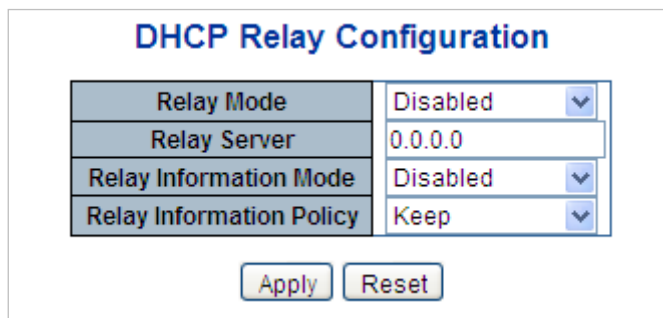 DHCP Relay Configuration
Relay Mode Disabled
Relay Server 0.0.0.0
Relay Information Mode Disabled
Relay Information Policy Keep
Apply Reset